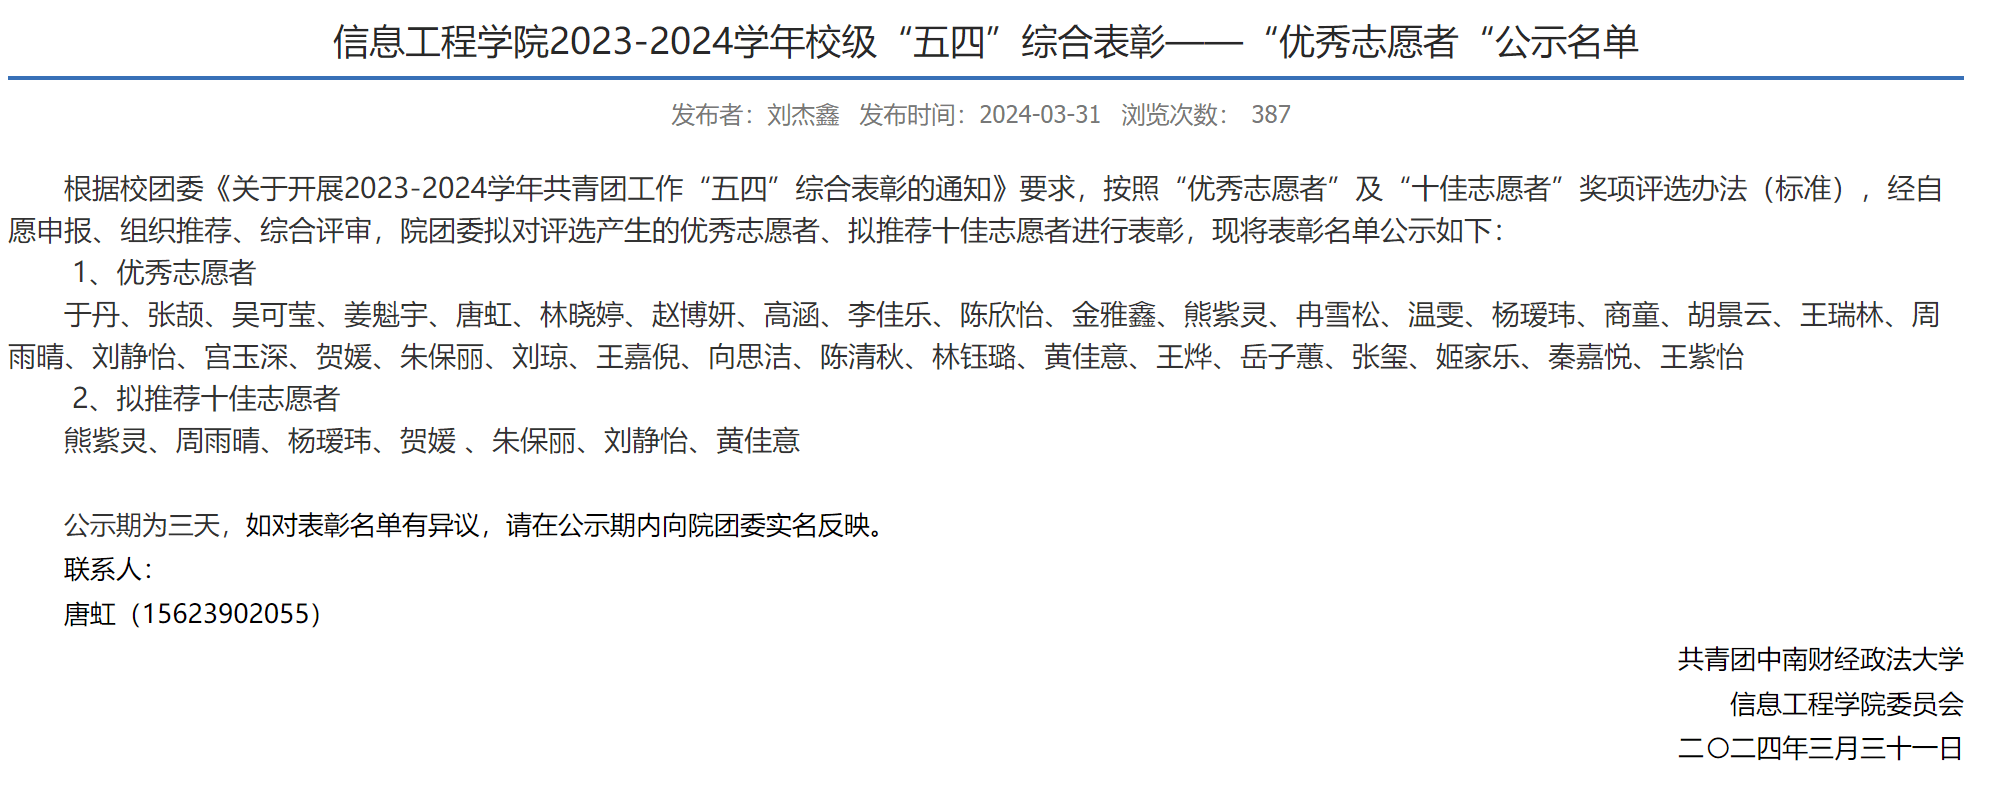 信息工程学院2023-2024学年校级“五四”综合表彰——“优秀志愿者“公示名单
发布者：刘杰鑫 发布时间：2024-03-31 浏览次数： 387
根据校团委《关于开展2023-2024学年共青团工作“五四”综合表彰的通知》要求，按照“优秀志愿者”及“十佳志愿者”奖项评选办法（标准），经自
愿申报、组织推荐、综合评审，院团委拟对评选产生的优秀志愿者、拟推荐十佳志愿者进行表彰，现将表彰名单公示如下：
1、优秀志愿者
于丹、张颉、吴可莹、姜魁宇、唐虹、林晓婷、赵博妍、高涵、李佳乐、陈欣怡、金雅鑫、熊紫灵、冉雪松、温雯、杨瑷玮、商童、胡景云、王瑞林、周
雨晴、刘静怡、宫玉深、贺媛、朱保丽、刘琼、王嘉倪、向思洁、陈清秋、林钰璐、黄佳意、王烨、岳子蕙、张玺、姬家乐、秦嘉悦、王紫怡
2、拟推荐十佳志愿者
熊紫灵、周雨晴、杨瑷玮、贺媛 、朱保丽、刘静怡、黄佳意
公示期为三天，如对表彰名单有异议，请在公示期内向院团委实名反映。
联系人：
唐虹（15623902055）
共青团中南财经政法大学
信息工程学院委员会
二〇二四年三月三十一日